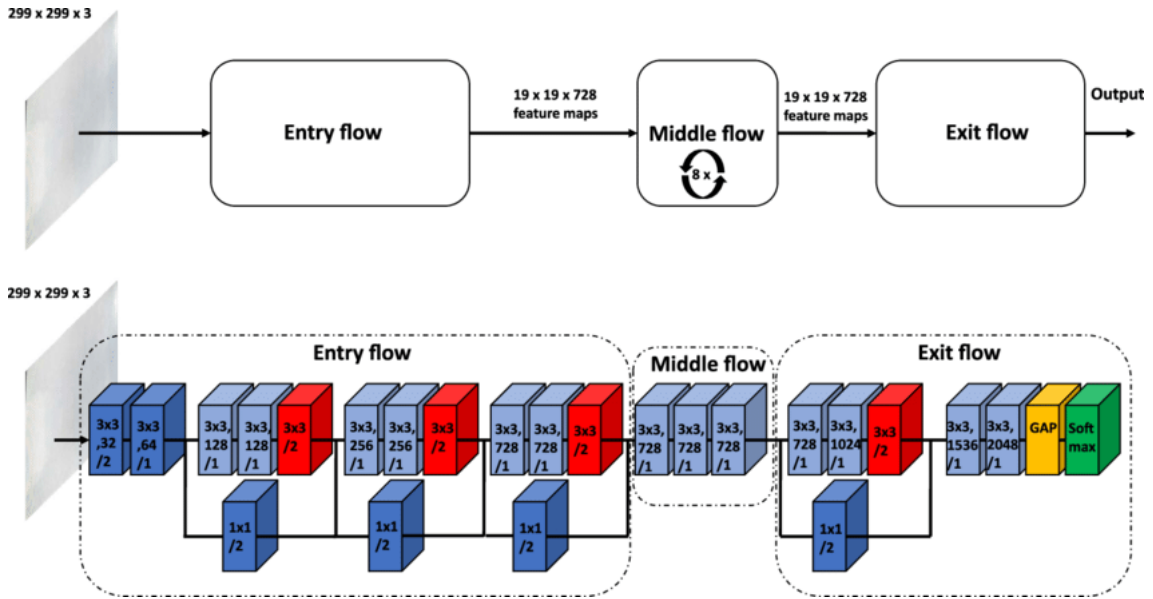 299 x 299 x 3
Entry flow
19 x 19 x 728
feature maps
Middle flow
8 x
19 x 19 x 728
feature maps
Exit flow
Output
299 x 299 x 3
Entry flow
Middle flow
Exit flow
3x3
,32
/2
3x3
,64
/1
3x3,
128
/1
3x3,
128
/1
3x3
/2
3x3,
256
/1
3x3,
256
/1
3x3
/2
3x3,
728
/1
3x3,
728
/1
3x3
/2
3x3,
728
/1
3x3,
728
/1
3x3,
728
/1
3x3,
728
/1
3x3,
1024
/1
3x3
/2
3x3,
1536
/1
3x3,
2048
/1
GAP
Soft
max
1x1
/2
1x1
/2
1x1
/2
1x1
/2